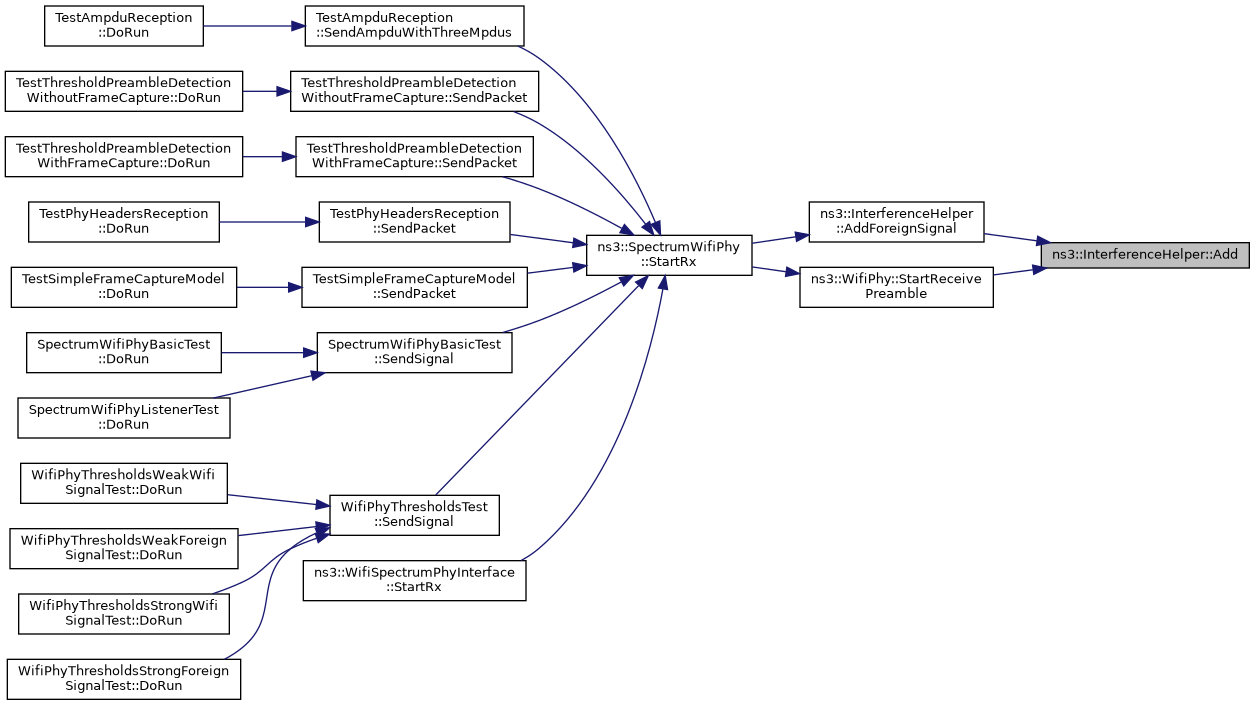 TestAmpduReception
::DoRun
TestAmpduReception
::SendAmpduWithThreeMpdus
TestThresholdPreambleDetection
WithoutFrameCapture::DoRun
TestThresholdPreambleDetection
WithoutFrameCapture::SendPacket
TestThresholdPreambleDetection
WithFrameCapture::DoRun
TestThresholdPreambleDetection
WithFrameCapture::SendPacket
TestPhyHeadersReception
::DoRun
TestPhyHeadersReception
::SendPacket
ns3::InterferenceHelper
::AddForeignSignal
ns3::SpectrumWifiPhy
::StartRx
ns3::InterferenceHelper::Add
TestSimpleFrameCaptureModel
::DoRun
TestSimpleFrameCaptureModel
::SendPacket
ns3::WifiPhy::StartReceive
Preamble
SpectrumWifiPhyBasicTest
::DoRun
SpectrumWifiPhyBasicTest
::SendSignal
SpectrumWifiPhyListenerTest
::DoRun
WifiPhyThresholdsWeakWifi
SignalTest::DoRun
WifiPhyThresholdsTest
::SendSignal
WifiPhyThresholdsWeakForeign
SignalTest::DoRun
ns3::WifiSpectrumPhyInterface
::StartRx
WifiPhyThresholdsStrongWifi
SignalTest::DoRun
WifiPhyThresholdsStrongForeign
SignalTest::DoRun